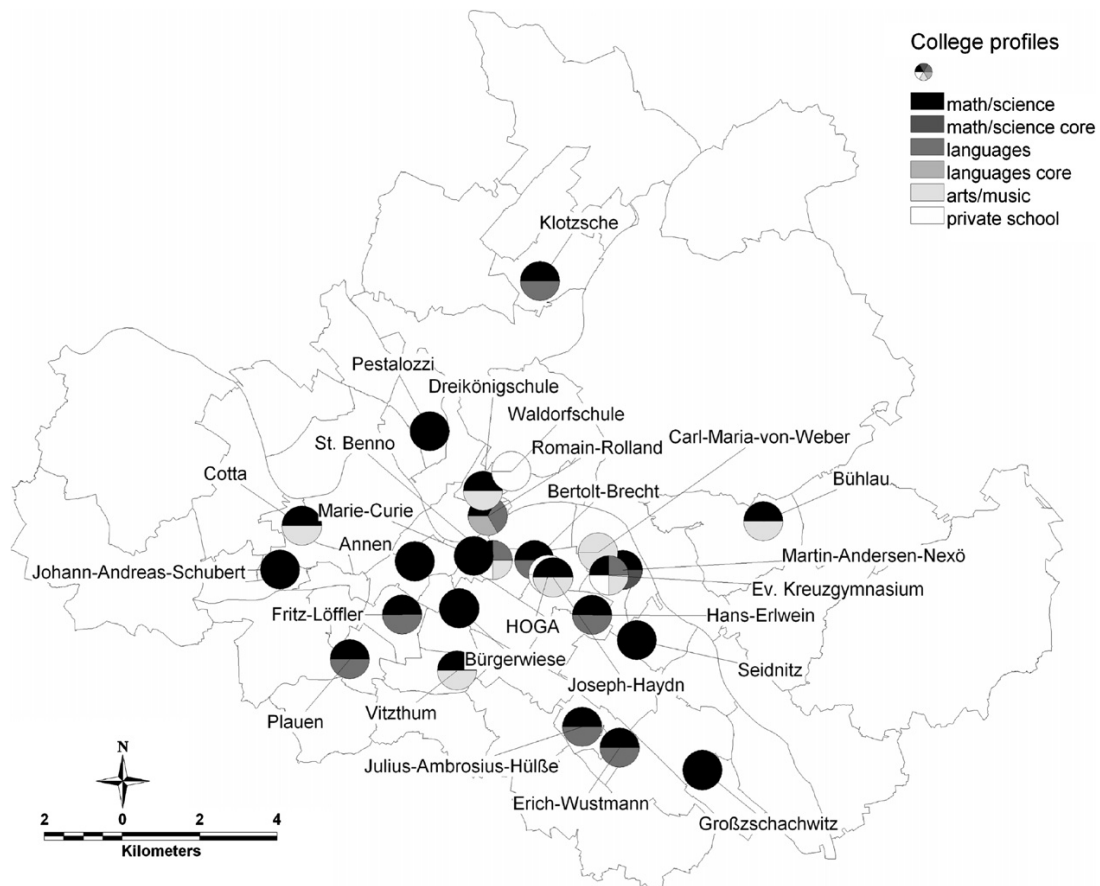 College profiles
math/science
math/science core
languages
languages core
arts/music
private school
Klotzsche
Pestalozzi
Dreikönigschule
Waldorfschule
St. Benno
Romain-Rolland
Carl-Maria-von-Weber
Cotta
Bertolt-Brecht
Bühlau
Marie-Curie
Annen
Martin-Andersen-Nexö
Johann-Andreas-Schubert
Ev. Kreuzgymnasium
Fritz-Löffler
HOGA
Hans-Erlwein
Bürgerwiese
Seidnitz
Joseph-Haydn
Plauen
Vitzthum
Julius-Ambrosius-Hülße
Erich-Wustmann
Großzschachwitz
N
2 0 2 4
Kilometers